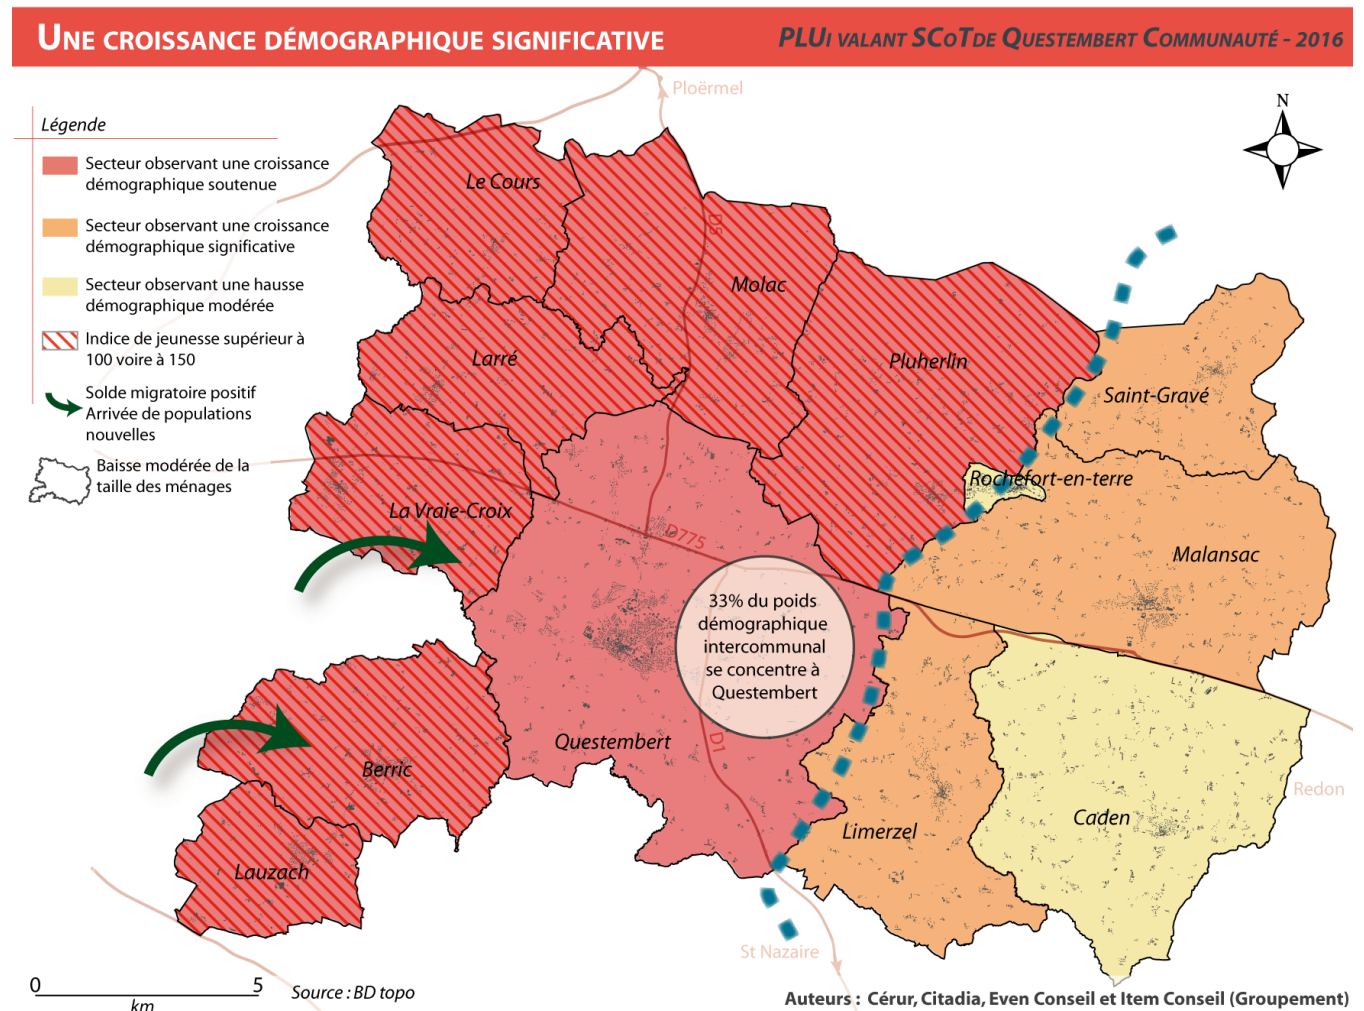 UNE CROISSANCE DÉMOGRAPHIQUE SIGNIFICATIVE
PLUI VALANT SCOTDE QUESTEMBERT COMMUNAUTÉ - 2016
Ploërmel
N
Légende
Secteur observant une croissance
démographique soutenue
Secteur observant une croissance
démographique significative
Secteur observant une hausse
démographique modérée
Indice de jeunesse supérieur à
100 voire à 150
Solde migratoire positif
Arrivée de populations
nouvelles
Baisse modérée de la
taille des ménages
Le Cours
D5
Molac
Larré
Pluherlin
Saint-Gravé
Rochefort-en-terre
La Vraie-Croix
D775
Malansac
33% du poids
démographique
intercommunal
se concentre à
Questembert
Questembert
D1
Berric
Redon
Caden
Limerzel
Lauzach
St Nazaire
0
5
km
Source : BD topo
Auteurs : Cérur, Citadia, Even Conseil et Item Conseil (Groupement)